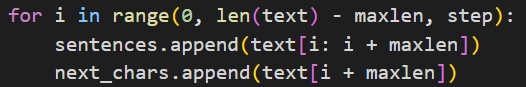 for i in range(0, len(text) - maxlen, step):
    sentences.append(text[i: i + maxlen])
    next_chars.append(text[i + maxlen])